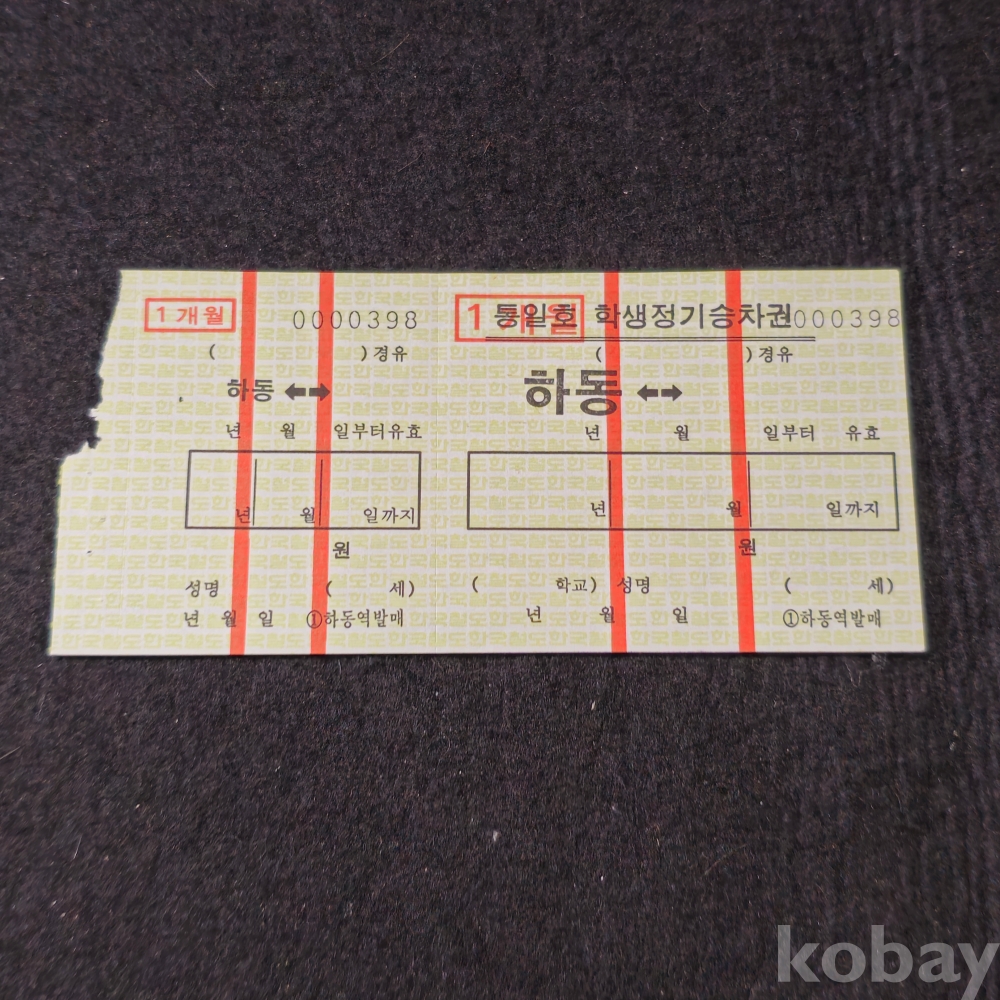 1개월
0000398
( )경유
하동 ↔
년 월 일부터유효
년 월 일까지
원
성명 ( 세)
년 월 일 ①하동역발매
1개월
통일호 학생정기승차권
0000398
( )경유
하동 ↔
년 월 일부터 유효
년 월 일까지
원
( 학교) 성명 ( 세)
년 월 일 ①하동역발매
kobay